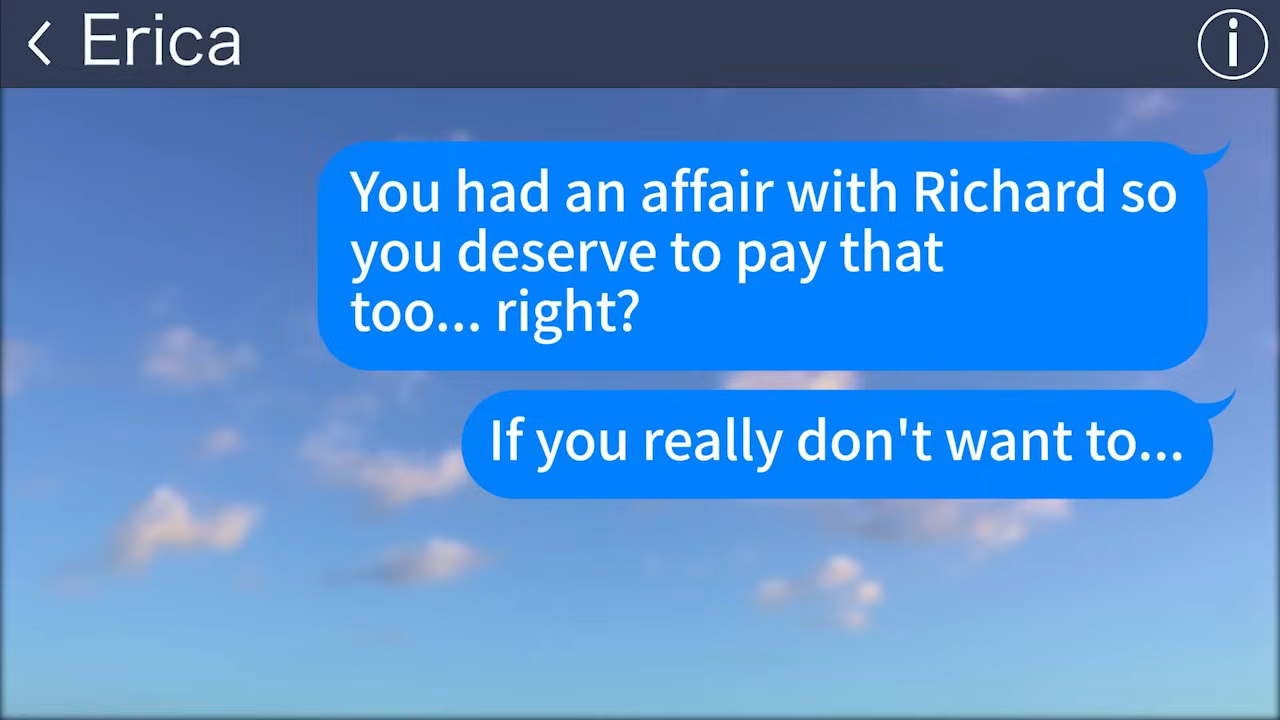 Erica
You had an affair with Richard so
you deserve to pay that
too... right?
If you really don't want to...